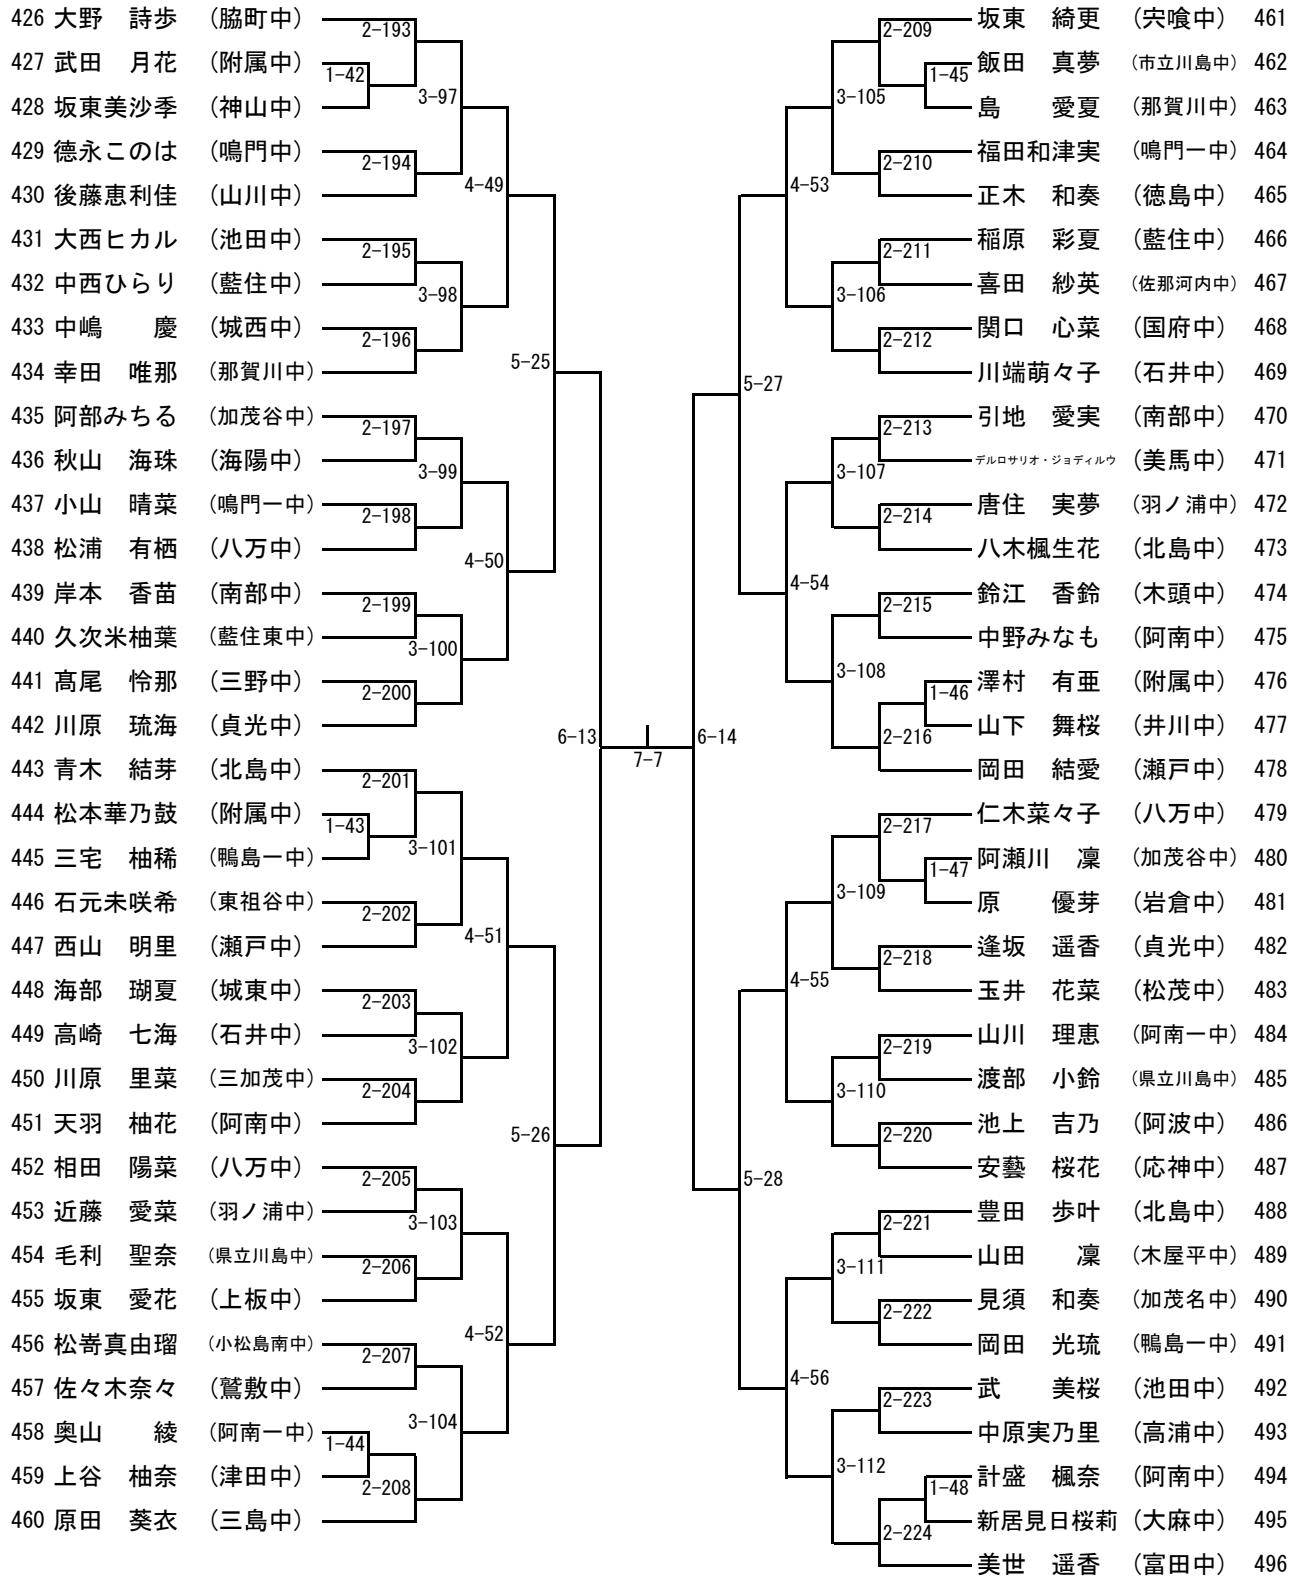 426 大野　詩歩 （脇町中）
427 武田　月花 （附属中）
428 坂東美沙季 （神山中）
429 德永このは （鳴門中）
430 後藤恵利佳 （山川中）
431 大西ヒカル （池田中）
432 中西ひらり （藍住中）
433 中嶋　　慶 （城西中）
434 幸田　唯那 （那賀川中）
435 阿部みちる （加茂谷中）
436 秋山　海珠 （海陽中）
437 小山　晴菜 （鳴門一中）
438 松浦　有栖 （八万中）
439 岸本　香苗 （南部中）
440 久次米柚葉 （藍住東中）
441 髙尾　怜那 （三野中）
442 川原　琉海 （貞光中）
443 青木　結芽 （北島中）
444 松本華乃鼓 （附属中）
445 三宅　柚稀 （鴨島一中）
446 石元未咲希 （東祖谷中）
447 西山　明里 （瀬戸中）
448 海部　瑚夏 （城東中）
449 高崎　七海 （石井中）
450 川原　里菜 （三加茂中）
451 天羽　柚花 （阿南中）
452 相田　陽菜 （八万中）
453 近藤　愛菜 （羽ノ浦中）
454 毛利　聖奈 （県立川島中）
455 坂東　愛花 （上板中）
456 松嵜真由瑠 （小松島南中）
457 佐々木奈々 （鷲敷中）
458 奥山　　綾 （阿南一中）
459 上谷　柚奈 （津田中）
460 原田　葵衣 （三島中）
2-193
1-42
3-97
2-194
4-49
2-195
3-98
2-196
5-25
2-197
3-99
2-198
4-50
2-199
3-100
2-200
6-13
2-201
1-43
3-101
2-202
4-51
2-203
3-102
2-204
5-26
2-205
3-103
2-206
4-52
2-207
3-104
1-44
2-208
7-7
2-209
1-45
3-105
2-210
4-53
2-211
3-106
2-212
5-27
2-213
3-107
2-214
4-54
2-215
3-108
1-46
2-216
6-14
2-217
1-47
3-109
2-218
4-55
2-219
3-110
2-220
5-28
2-221
3-111
2-222
4-56
2-223
3-112
1-48
2-224
坂東　綺更 （宍喰中） 461
飯田　真夢 （市立川島中） 462
島　　愛夏 （那賀川中） 463
福田和津実 （鳴門一中） 464
正木　和奏 （徳島中） 465
稲原　彩夏 （藍住中） 466
喜田　紗英 （佐那河内中） 467
関口　心菜 （国府中） 468
川端萌々子 （石井中） 469
引地　愛実 （南部中） 470
デルロサリオ・ジョディルウ （美馬中） 471
唐住　実夢 （羽ノ浦中） 472
八木楓生花 （北島中） 473
鈴江　香鈴 （木頭中） 474
中野みなも （阿南中） 475
澤村　有亜 （附属中） 476
山下　舞桜 （井川中） 477
岡田　結愛 （瀬戸中） 478
仁木菜々子 （八万中） 479
阿瀬川　凜 （加茂谷中） 480
原　　優芽 （岩倉中） 481
逢坂　遥香 （貞光中） 482
玉井　花菜 （松茂中） 483
山川　理恵 （阿南一中） 484
渡部　小鈴 （県立川島中） 485
池上　吉乃 （阿波中） 486
安藝　桜花 （応神中） 487
豊田　歩叶 （北島中） 488
山田　　凜 （木屋平中） 489
見須　和奏 （加茂名中） 490
岡田　光琉 （鴨島一中） 491
武　　美桜 （池田中） 492
中原実乃里 （高浦中） 493
計盛　楓奈 （阿南中） 494
新居見日桜莉 （大麻中） 495
美世　遥香 （富田中） 496